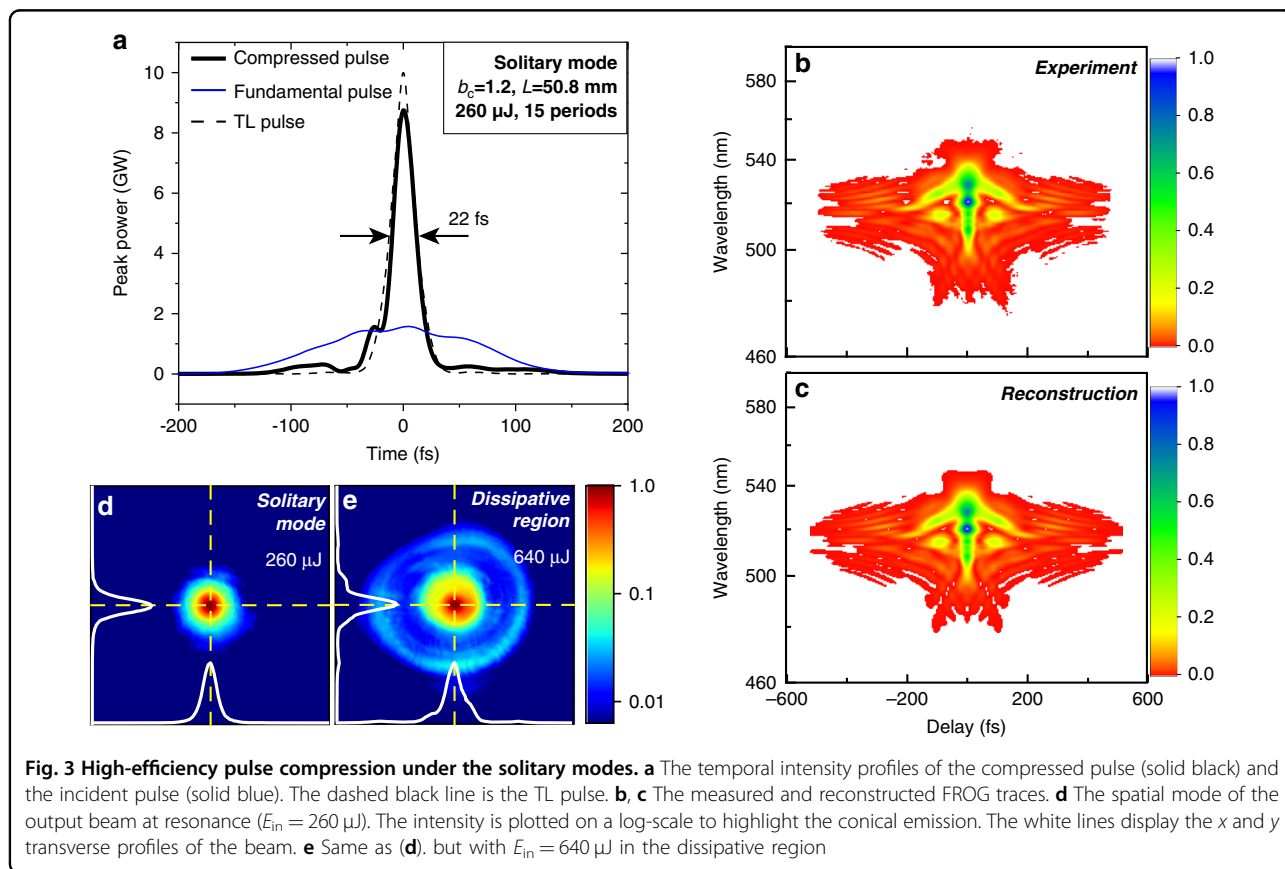 a
Compressed pulse
Fundamental pulse
TL pulse
Solitary mode
b_c=1.2, L=50.8 mm
260 µJ, 15 periods
22 fs
Peak power (GW)
10
8
6
4
2
0
-200
-100
0
100
200
Time (fs)
b
Experiment
Wavelength (nm)
580
540
500
460
1.0
0.8
0.6
0.4
0.2
0.0
c
Reconstruction
Wavelength (nm)
580
540
500
460
1.0
0.8
0.6
0.4
0.2
0.0
−600
−200
200
600
Delay (fs)
d
Solitary
mode
260 µJ
e
Dissipative
region
640 µJ
1.0
0.1
0.01
Fig. 3 High-efficiency pulse compression under the solitary modes. a The temporal intensity profiles of the compressed pulse (solid black) and
the incident pulse (solid blue). The dashed black line is the TL pulse. b, c The measured and reconstructed FROG traces. d The spatial mode of the
output beam at resonance (E_in = 260 µJ). The intensity is plotted on a log-scale to highlight the conical emission. The white lines display the x and y
transverse profiles of the beam. e Same as (d). but with E_in = 640 µJ in the dissipative region